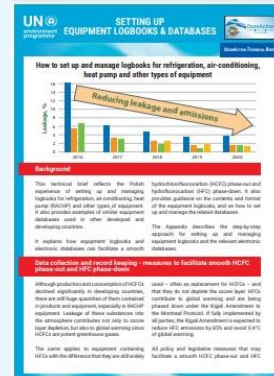 UN
environment
programme
SETTING UP
EQUIPMENT LOGBOOKS & DATABASES
How to set up and manage logbooks for refrigeration, air-conditioning,
heat pump and other types of equipment
Leakage, %
16
14
12
10
8
6
4
2
0
Reducing leakage and emissions
2016 2017 2018 2019 2020
Background
This technical brief reflects the Polish
experience of setting up and managing
logbooks for refrigeration, air-conditioning, heat
pump (RACHP) and other types of equipment.
It also provides examples of similar equipment
databases used in other developed and
developing countries.
It explains how equipment logbooks and
electronic databases can facilitate a smooth
hydrochlorofluorocarbon (HCFC) phase-out and
hydrofluorocarbon (HFC) phase-down. It also
provides guidance on the contents and format
of the equipment logbooks, and on how to set
up and manage the related databases.
The Appendix describes the step-by-step
approach for setting up and managing
equipment logbooks and the relevant electronic
databases.
Data collection and record keeping - measures to facilitate smooth HCFC
phase-out and HFC phase-down
Although production and consumption of HCFCs
declined significantly in developing countries,
there are still huge quantities of them contained
in products and equipment, especially in RACHP
equipment. Leakage of these substances into
the atmosphere contributes not only to ozone
layer depletion, but also to global warming since
HCFCs are potent greenhouse gases.
The same applies to equipment containing
HFCs with the difference that they are still widely
used – often as replacement for HCFCs – and
that they do not deplete the ozone layer. HFCs
contribute to global warming and are being
phased down under the Kigali Amendment to
the Montreal Protocol. If fully implemented by
all parties, the Kigali Amendment is expected to
reduce HFC emissions by 80% and avoid 0.4°C
of global warming.
All policy and legislative measures that may
facilitate a smooth HCFC phase-out and HFC